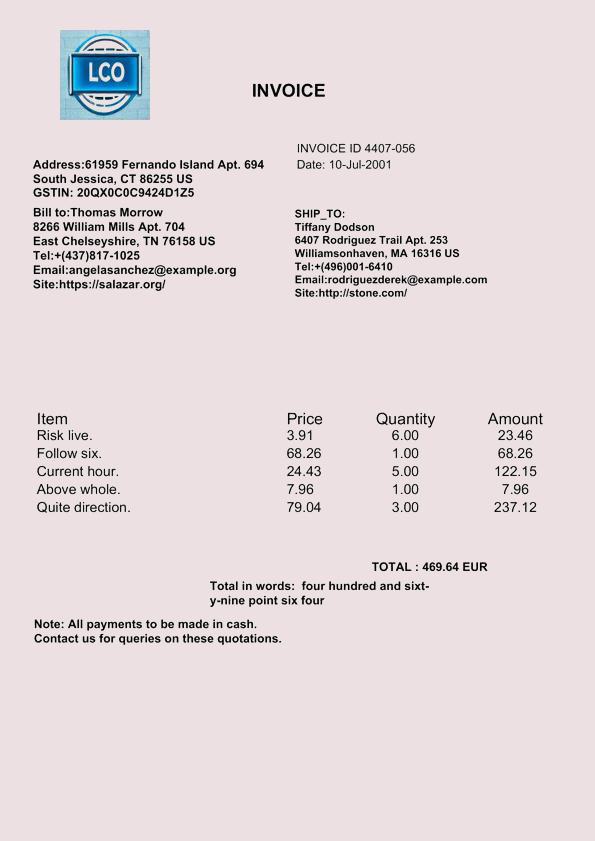 LCO
INVOICE
INVOICE ID 4407-056
Date: 10-Jul-2001
Address:61959 Fernando Island Apt. 694
South Jessica, CT 86255 US
GSTIN: 20QX0C0C9424D1Z5
Bill to:Thomas Morrow
8266 William Mills Apt. 704
East Chelseyshire, TN 76158 US
Tel:+(437)817-1025
Email:angelasanchez@example.org
Site:https://salazar.org/
SHIP_TO:
Tiffany Dodson
6407 Rodriguez Trail Apt. 253
Williamsonhaven, MA 16316 US
Tel:+(496)001-6410
Email:rodriguezderek@example.com
Site:http://stone.com/
Item Price Quantity Amount
Risk live. 3.91 6.00 23.46
Follow six. 68.26 1.00 68.26
Current hour. 24.43 5.00 122.15
Above whole. 7.96 1.00 7.96
Quite direction. 79.04 3.00 237.12
TOTAL : 469.64 EUR
Total in words:  four hundred and sixt-
y-nine point six four
Note: All payments to be made in cash.
Contact us for queries on these quotations.